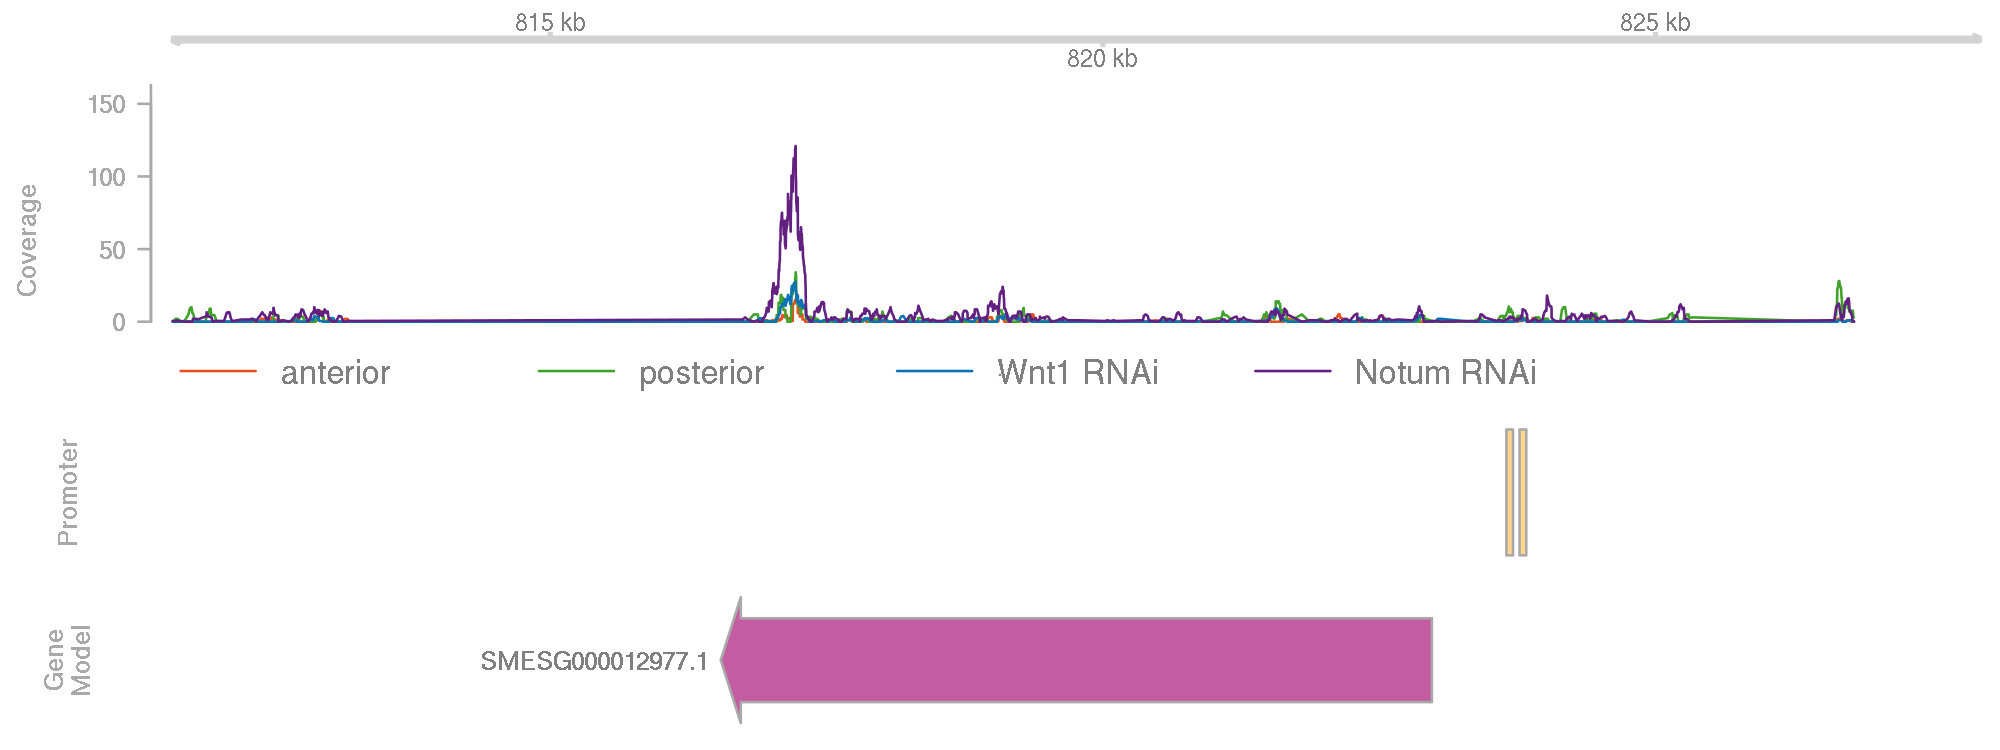 815 kb
825 kb
820 kb
Coverage
150
100
50
0
anterior posterior Wnt1 RNAi Notum RNAi
Promoter
Gene
Model
SMESG000012977.1